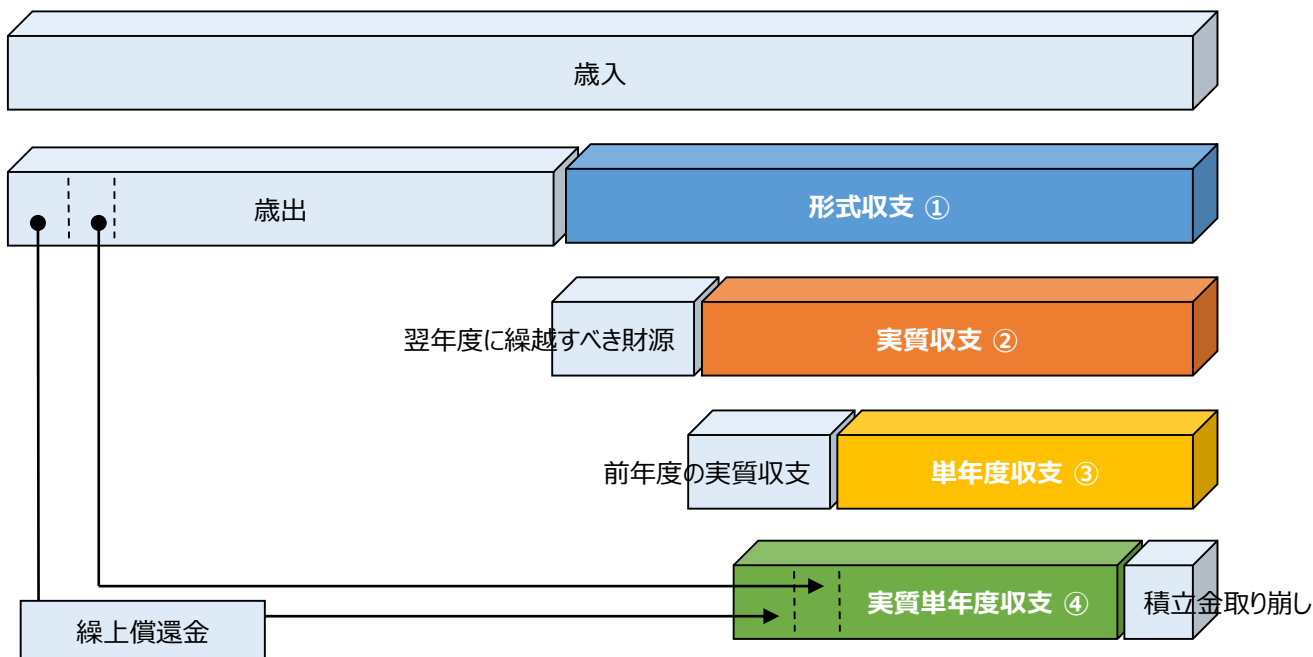 歳入
歳出
形式収支 ①
翌年度に繰越すべき財源
実質収支 ②
前年度の実質収支
単年度収支 ③
実質単年度収支 ④
積立金取り崩し
繰上償還金